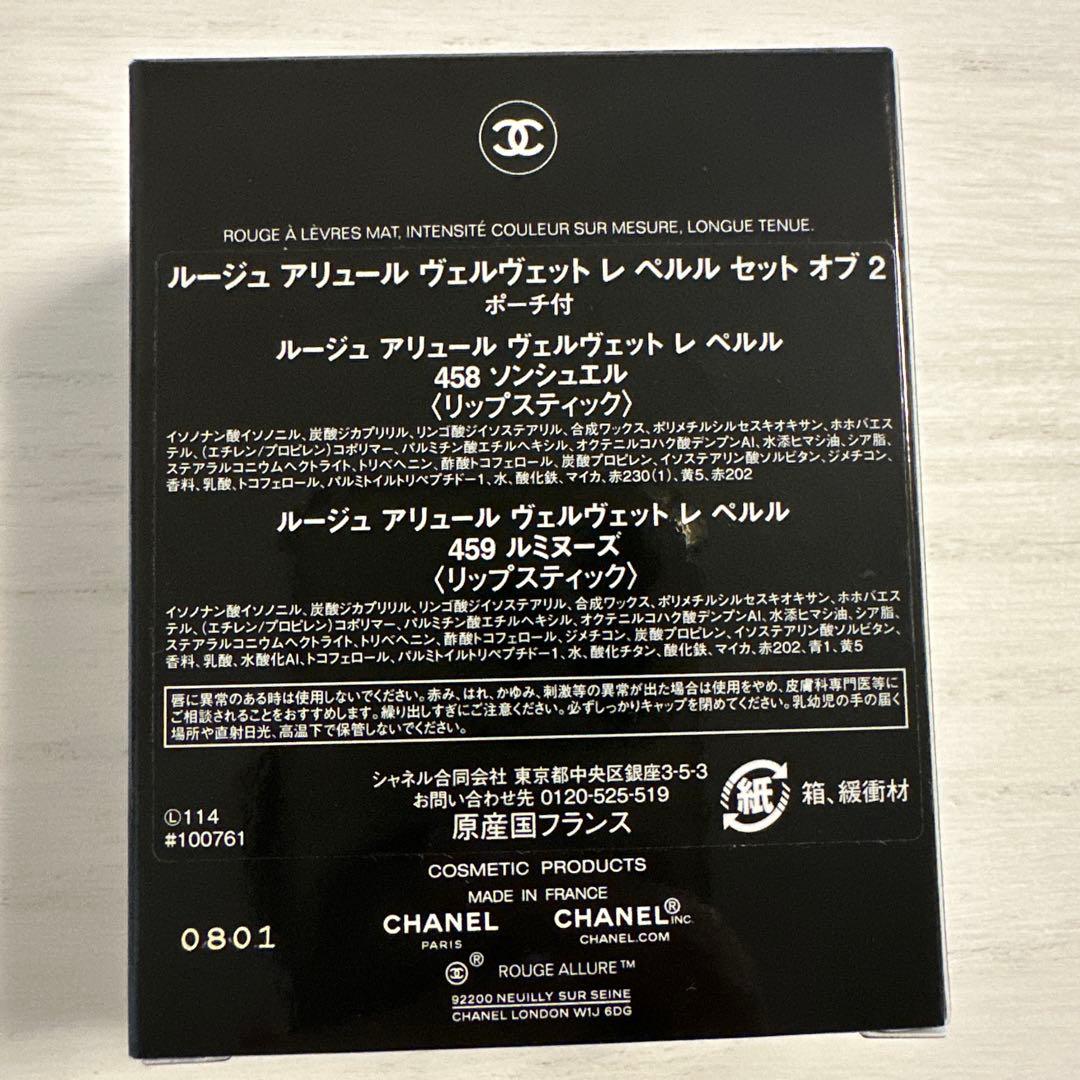 ROUGE À LÈVRES MAT, INTENSITÉ COULEUR SUR MESURE, LONGUE TENUE.
ルージュ アリュール ヴェルヴェット レ ペルル セット オブ 2
ポーチ付
ルージュ アリュール ヴェルヴェット レ ペルル
458 ソンシュエル
〈リップスティック〉
イソノナン酸イソノニル、炭酸ジカプリリル、リンゴ酸ジイソステアリル、合成ワックス、ポリメチルシルセスキオキサン、ホホバエス
テル、(エチレン/プロピレン)コポリマー、パルミチン酸エチルヘキシル、オクテニルコハク酸デンプンAl、水添ヒマシ油、シア脂、
ステアラルコニウムヘクトライト、トリベヘニン、酢酸トコフェロール、炭酸プロピレン、イソステアリン酸ソルビタン、ジメチコン、
香料、乳酸、トコフェロール、パルミトイルトリペプチド-1、水、酸化鉄、マイカ、赤230(1)、黄5、赤202
ルージュ アリュール ヴェルヴェット レ ペルル
459 ルミヌーズ
〈リップスティック〉
イソノナン酸イソノニル、炭酸ジカプリリル、リンゴ酸ジイソステアリル、合成ワックス、ポリメチルシルセスキオキサン、ホホバエス
テル、(エチレン/プロピレン)コポリマー、パルミチン酸エチルヘキシル、オクテニルコハク酸デンプンAl、水添ヒマシ油、シア脂、
ステアラルコニウムヘクトライト、トリベヘニン、酢酸トコフェロール、ジメチコン、炭酸プロピレン、イソステアリン酸ソルビタン、
香料、乳酸、水酸化Al、トコフェロール、パルミトイルトリペプチド-1、水、酸化チタン、酸化鉄、マイカ、赤202、青1、黄5
唇に異常のある時は使用しないでください。赤み、はれ、かゆみ、刺激等の異常が出た場合は使用をやめ、皮膚科専門医等に
ご相談されることをおすすめします。繰り出しすぎにご注意ください。必ずしっかりキャップを閉めてください。乳幼児の手の届く
場所や直射日光、高温下で保管しないでください。
シャネル合同会社 東京都中央区銀座3-5-3
お問い合わせ先 0120-525-519
原産国フランス
紙 箱、緩衝材
Ⓛ114
#100761
COSMETIC PRODUCTS
MADE IN FRANCE
CHANEL
PARIS
CHANEL® INC.
CHANEL.COM
0801
® ROUGE ALLURE™
92200 NEUILLY SUR SEINE
CHANEL LONDON W1J 6DG